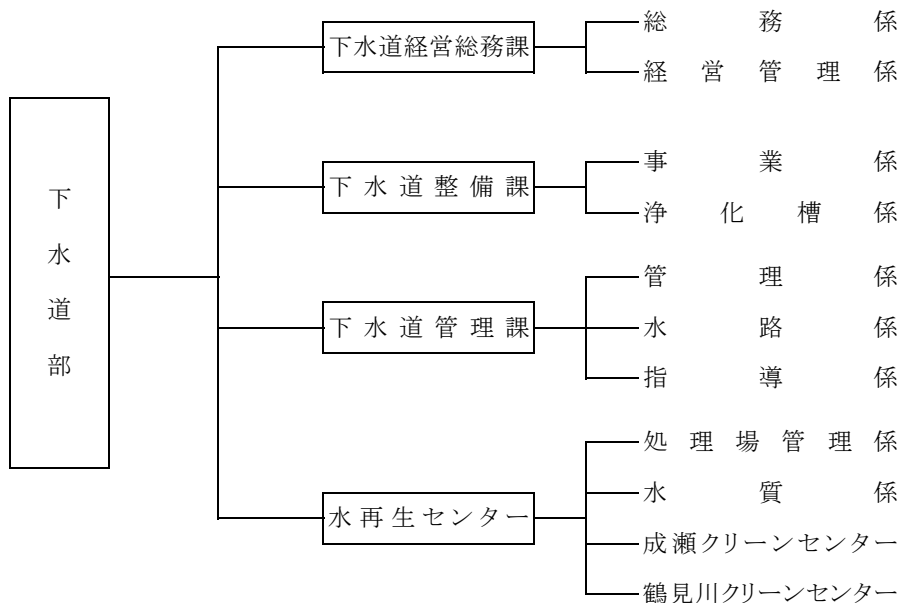 下水道部
下水道経営総務課
総務係
経営管理係
下水道整備課
事業係
浄化槽係
下水道管理課
管理係
水路係
指導係
水再生センター
処理場管理係
水質係
成瀬クリーンセンター
鶴見川クリーンセンター